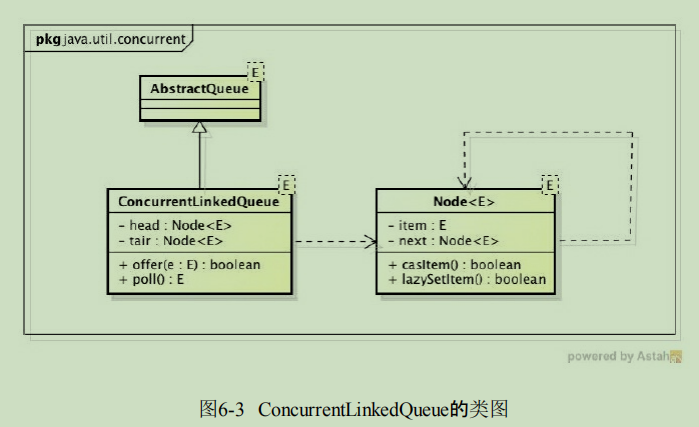 pkg java.util.concurrent
E
AbstractQueue
E
ConcurrentLinkedQueue
- head : Node<E>
- tair : Node<E>
+ offer(e : E) : boolean
+ poll() : E
E
Node<E>
- item : E
- next : Node<E>
+ casItem() : boolean
+ lazySetItem() : boolean
powered by Astah
图6-3 ConcurrentLinkedQueue的类图